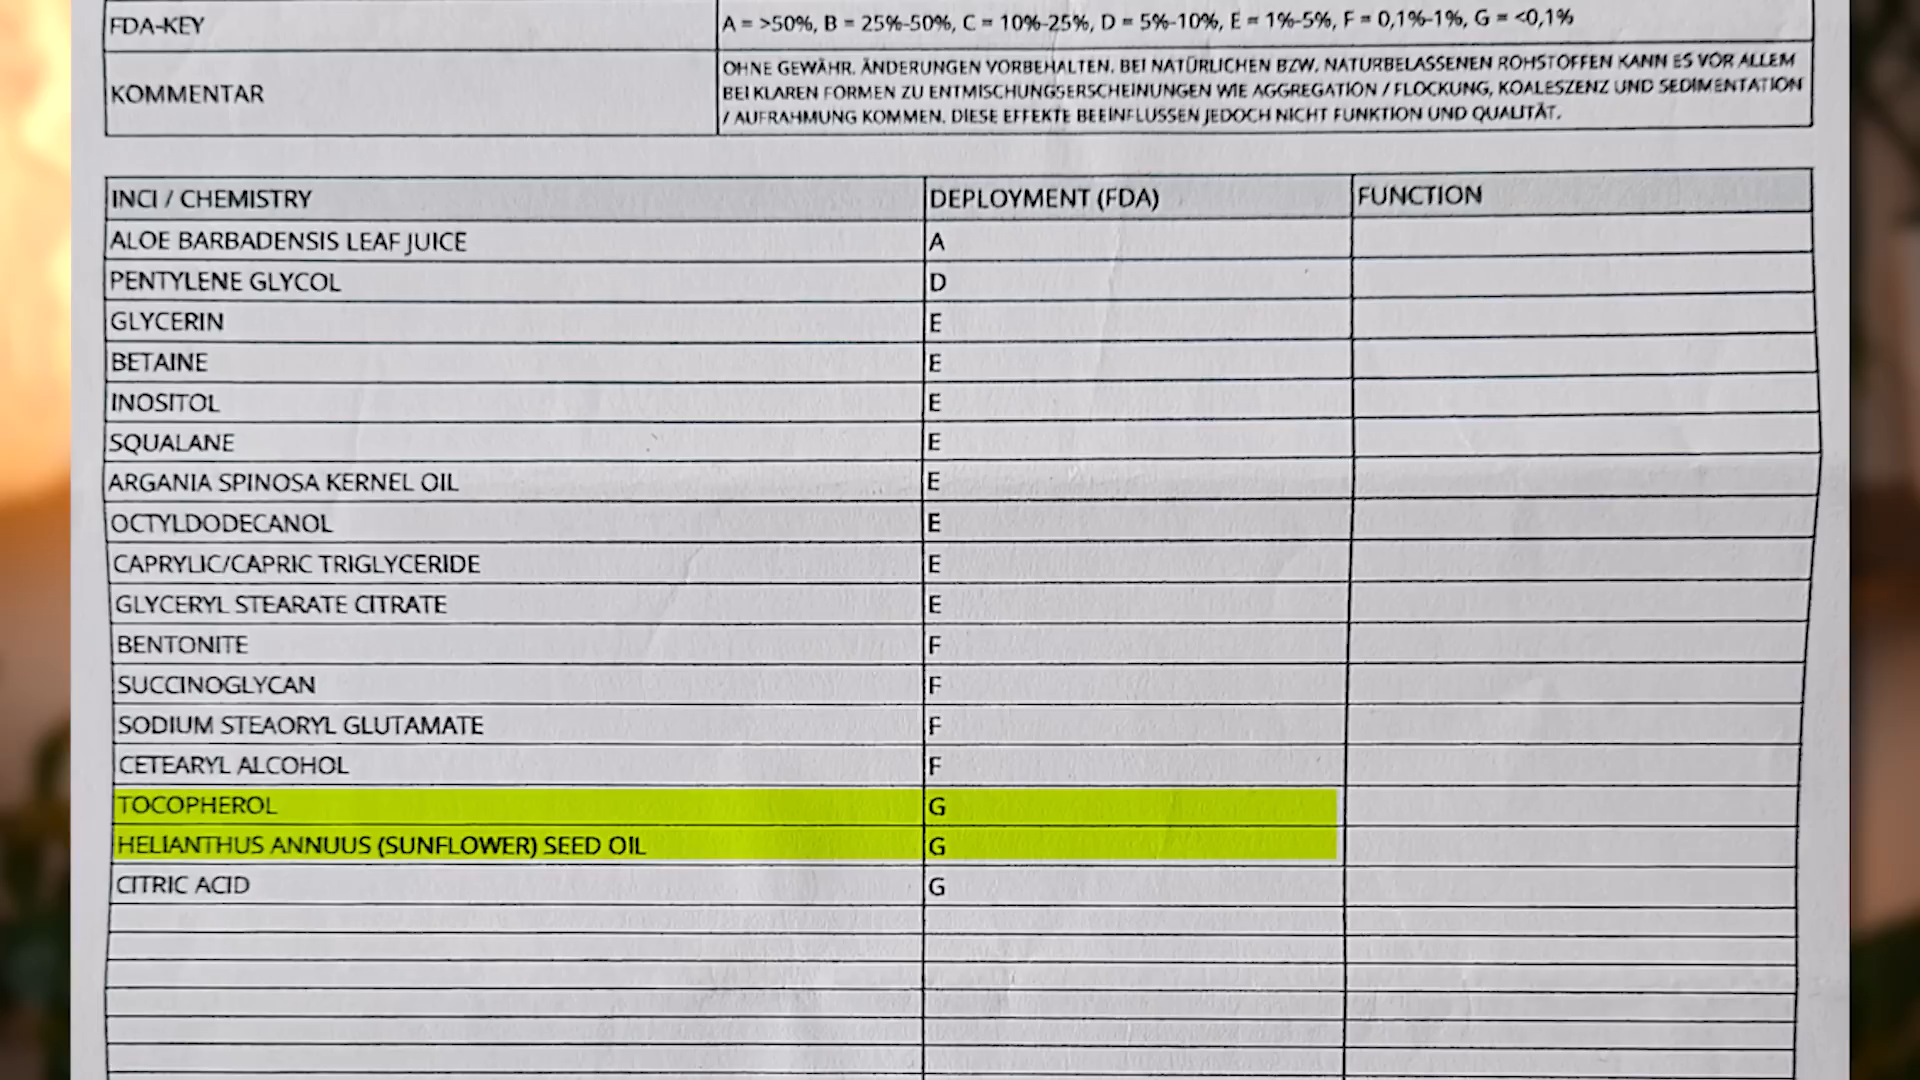 FDA-KEY A = >50%, B = 25%-50%, C = 10%-25%, D = 5%-10%, E = 1%-5%, F = 0,1%-1%, G = <0,1%
KOMMENTAR
OHNE GEWÄHR. ÄNDERUNGEN VORBEHALTEN. BEI NATÜRLICHEN BZW. NATURBELASSENEN ROHSTOFFEN KANN ES VOR ALLEM
BEI KLAREN FORMEN ZU ENTMISCHUNGSERSCHEINUNGEN WIE AGGREGATION / FLOCKUNG, KOALESZENZ UND SEDIMENTATION
/ AUFRAHMUNG KOMMEN. DIESE EFFEKTE BEEINFLUSSEN JEDOCH NICHT FUNKTION UND QUALITÄT.
INCI / CHEMISTRY DEPLOYMENT (FDA) FUNCTION
ALOE BARBADENSIS LEAF JUICE A
PENTYLENE GLYCOL D
GLYCERIN E
BETAINE E
INOSITOL E
SQUALANE E
ARGANIA SPINOSA KERNEL OIL E
OCTYLDODECANOL E
CAPRYLIC/CAPRIC TRIGLYCERIDE E
GLYCERYL STEARATE CITRATE E
BENTONITE F
SUCCINOGLYCAN F
SODIUM STEAORYL GLUTAMATE F
CETEARYL ALCOHOL F
TOCOPHEROL G
HELIANTHUS ANNUUS (SUNFLOWER) SEED OIL G
CITRIC ACID G